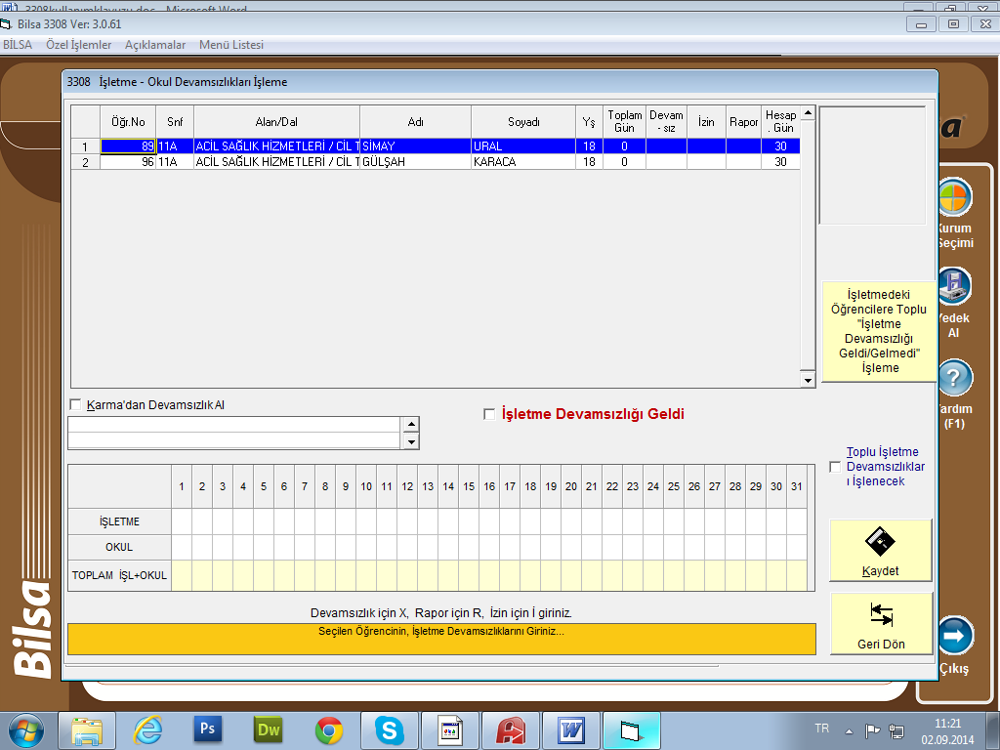 3308kullanımklavuzu.doc - Microsoft Word
Bilsa 3308 Ver: 3.0.61
BİLSA Özel İşlemler Açıklamalar Menü Listesi
3308 İşletme - Okul Devamsızlıkları İşleme
Öğr.No Snf Alan/Dal Adı Soyadı Yş Toplam Gün Devam - sız İzin Rapor Hesap . Gün
1 89 11A ACİL SAĞLIK HİZMETLERİ / CİL T SİMAY URAL 18 0 30
2 96 11A ACİL SAĞLIK HİZMETLERİ / CİL T GÜLŞAH KARACA 18 0 30
a
Kurum
Seçimi
Yedek
Al
Yardım
(F1)
Çıkış
İşletmedeki
Öğrencilere Toplu
"İşletme
Devamsızlığı
Geldi/Gelmedi"
İşleme
Karma'dan Devamsızlık Al
İşletme Devamsızlığı Geldi
Toplu İşletme
Devamsızlıklar
ı İşlenecek
1 2 3 4 5 6 7 8 9 10 11 12 13 14 15 16 17 18 19 20 21 22 23 24 25 26 27 28 29 30 31
İŞLETME
OKUL
TOPLAM İŞL+OKUL
Kaydet
Geri Dön
Devamsızlık için X, Rapor için R, İzin için İ giriniz.
Seçilen Öğrencinin, İşletme Devamsızlıklarını Giriniz...
Bilsa
Ps
Dw
TR
11:21
02.09.2014